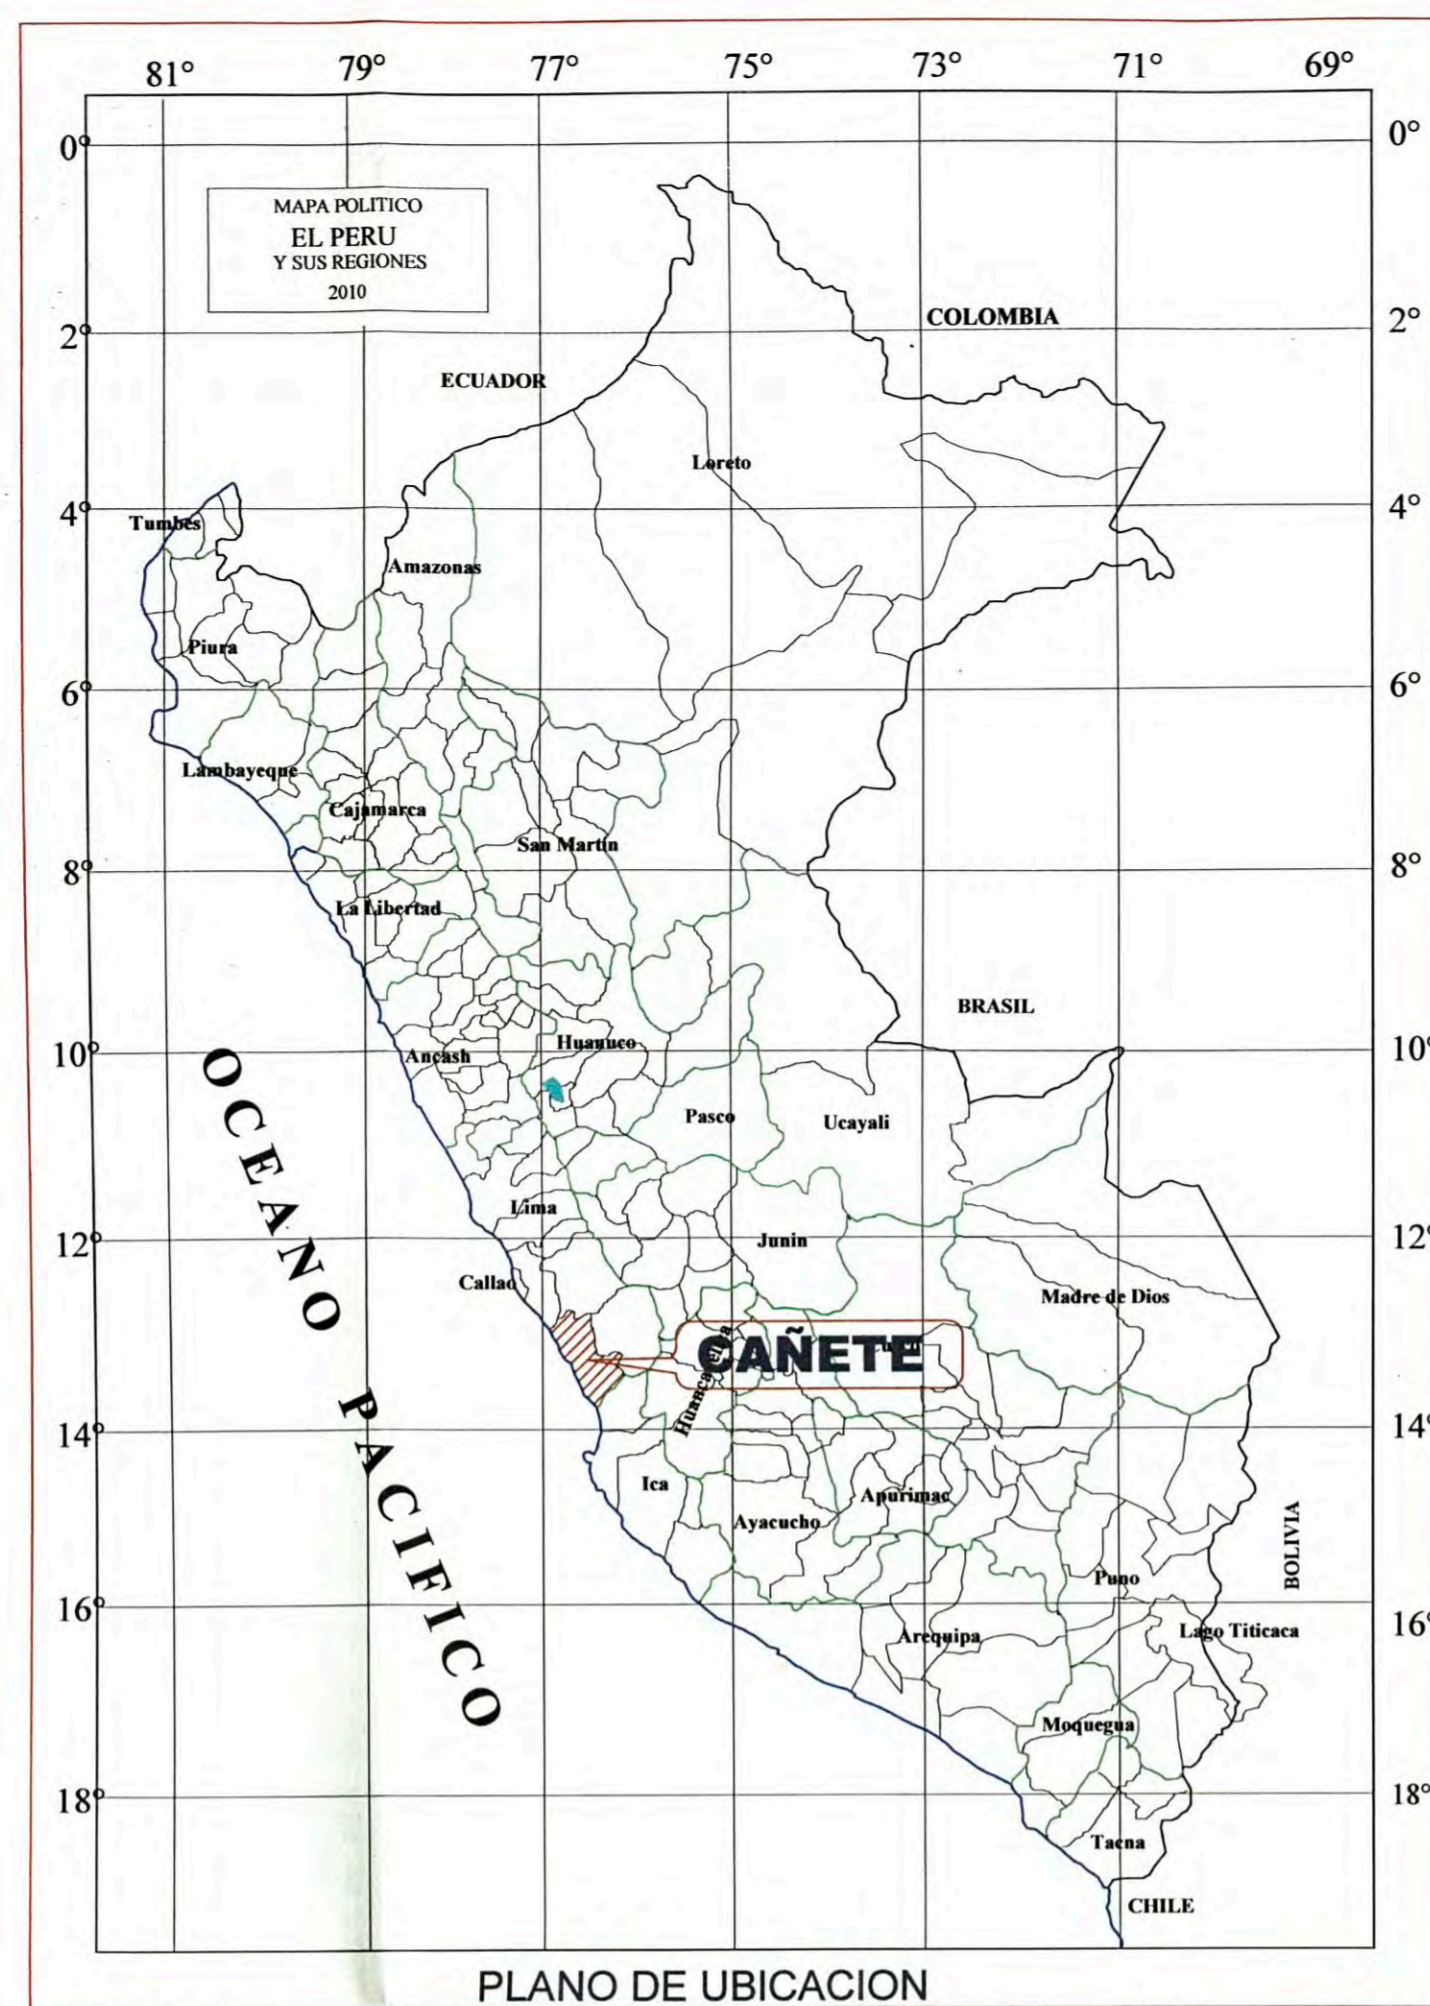 81° 79° 77° 75° 73° 71° 69°
0° 0°
MAPA POLITICO
EL PERU
Y SUS REGIONES
2010
COLOMBIA
2° 2°
ECUADOR
Loreto
4° 4°
Tumbes
Amazonas
Piura
6° 6°
Lambayeque
Cajamarca
San Martin
8° 8°
La Libertad
BRASIL
Huanuco
10° 10°
Ancash
Pasco
Ucayali
Lima
12° 12°
Junin
Callao
Madre de Dios
CAÑETE
14° 14°
Ica
Apurimac
Ayacucho
BOLIVIA
Puno
16° 16°
Lago Titicaca
Arequipa
OCEANO PACIFICO
Moquegua
18° 18°
Tacna
CHILE
PLANO DE UBICACION